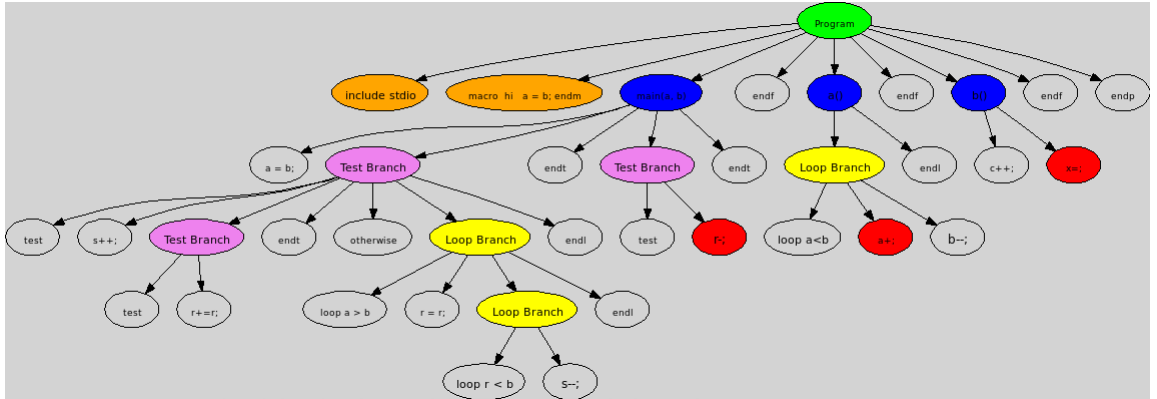 Program
include stdio
macro hi a = b; endm
main(a, b)
endf
a()
endf
b()
endf
endp
a = b;
Test Branch
endt
Test Branch
endt
Loop Branch
endl
c++;
x=;
test
s++;
Test Branch
endt
otherwise
Loop Branch
endl
test
r-;
loop a<b
a+;
b--;
test
r+=r;
loop a > b
r = r;
Loop Branch
endl
loop r < b
s--;